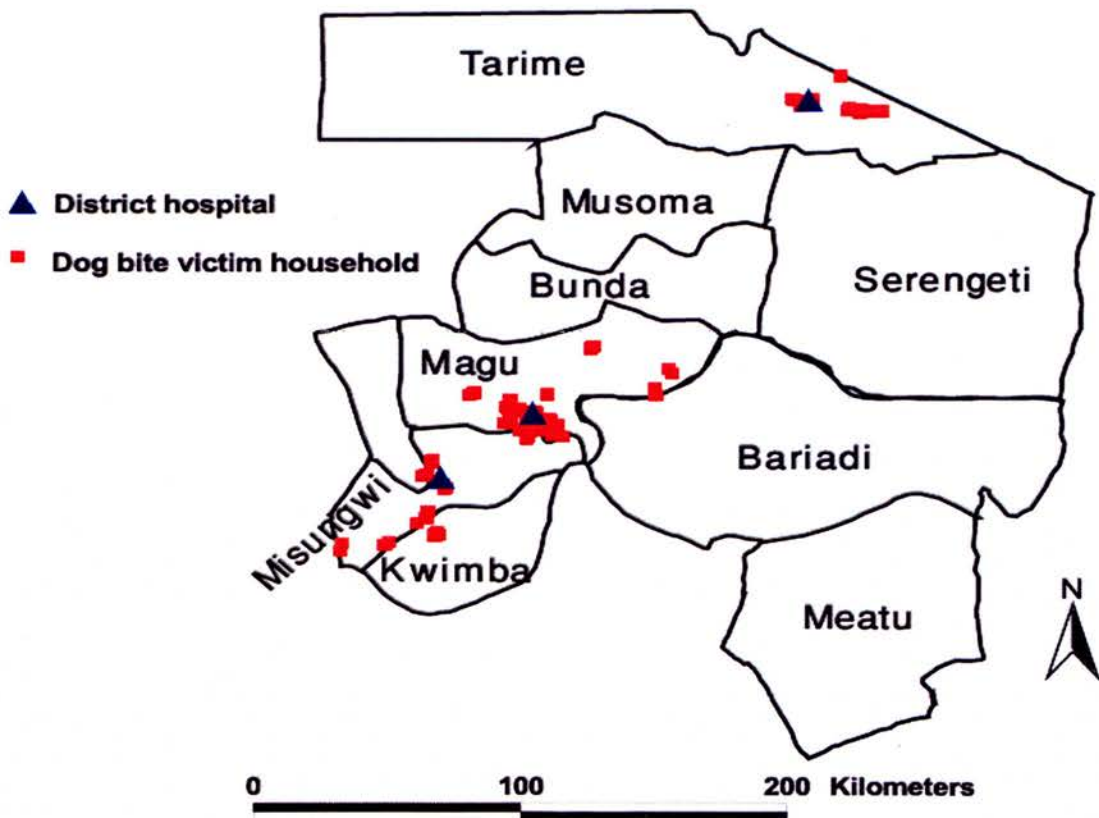 Tarime
Musoma
District hospital
Dog bite victim household
Bunda
Serengeti
Magu
Bariadi
Misungwi
Kwimba
Meatu
N
0 100 200 Kilometers